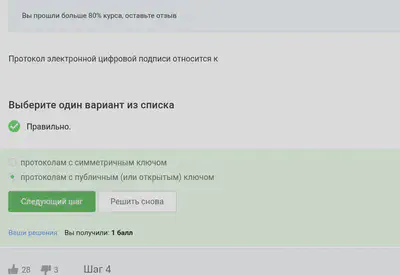 Вы прошли больше 80% курса, оставьте отзыв
Протокол электронной цифровой подписи относится к
Выберите один вариант из списка
Правильно.
протоколам с симметричным ключом
протоколам с публичным (или открытым) ключом
Следующий шаг
Решить снова
Ваши решения Вы получили: 1 балл
28 3 Шаг 4